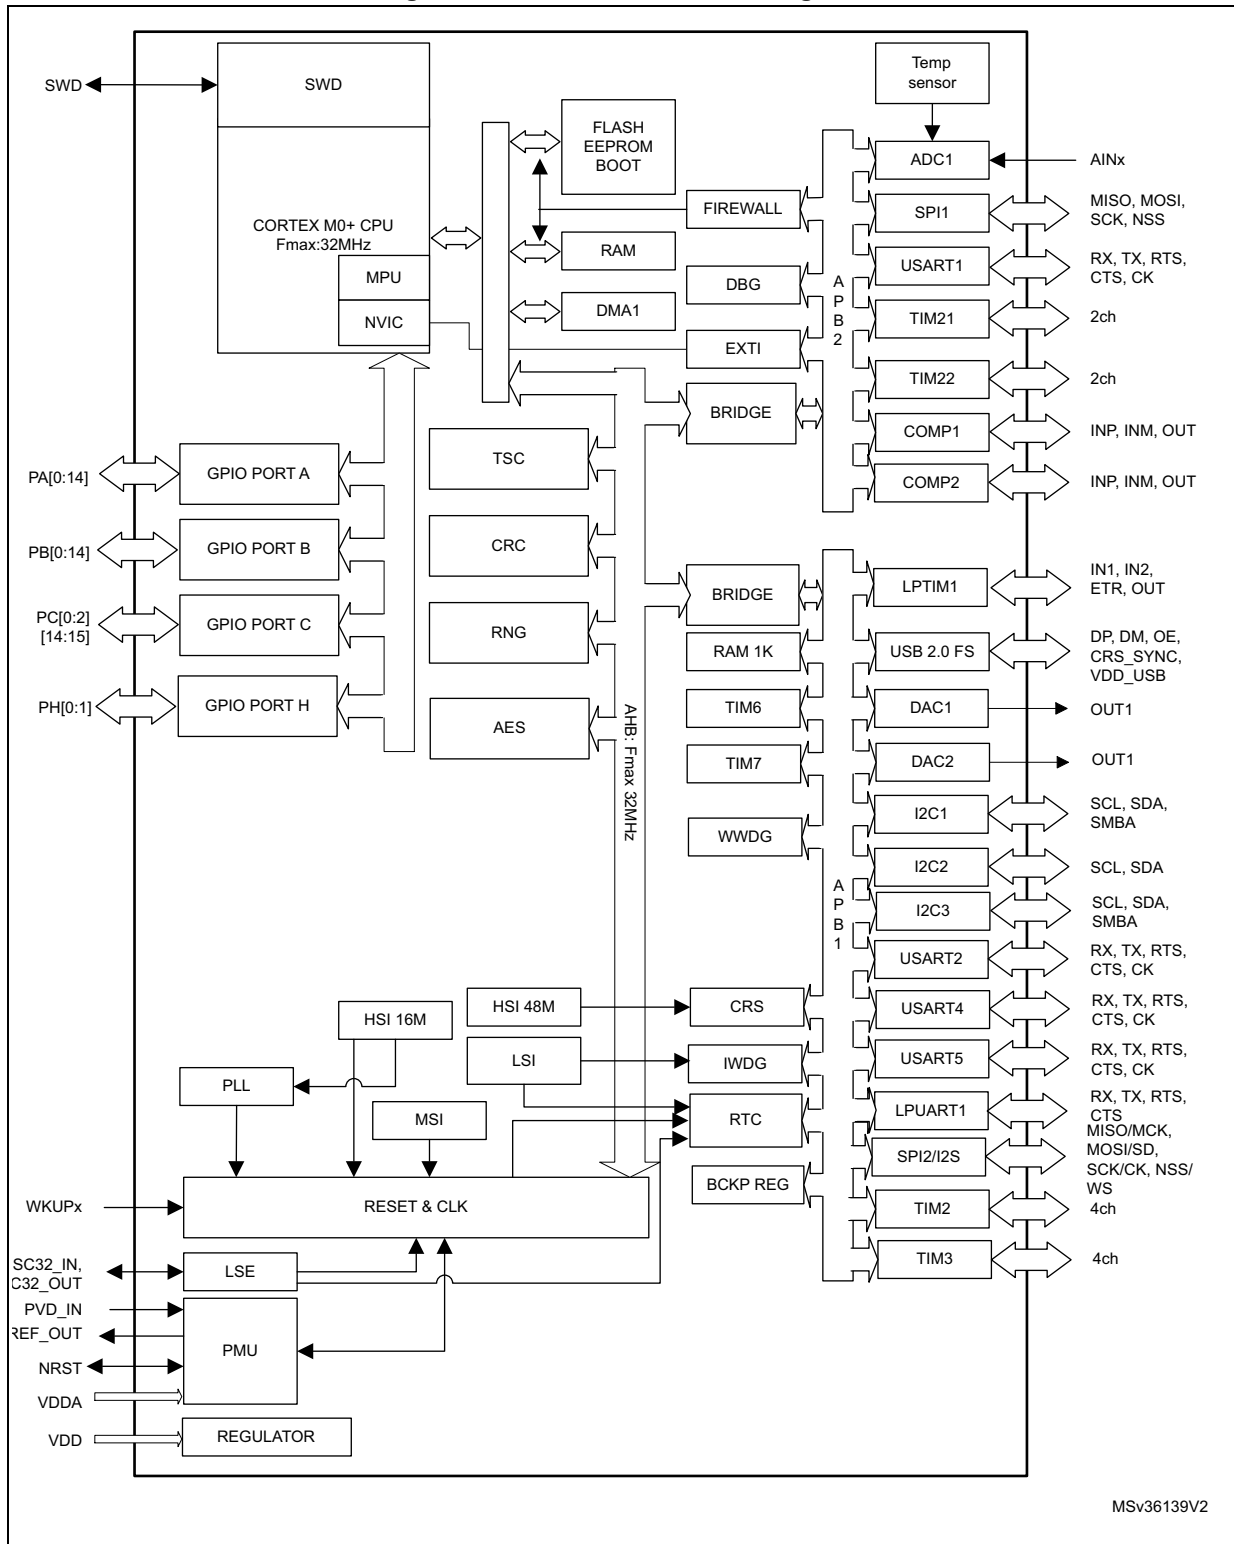 SWD
SWD
Temp
sensor
FLASH
EEPROM
BOOT
ADC1
AINx
FIREWALL
SPI1
MISO, MOSI,
SCK, NSS
CORTEX M0+ CPU
Fmax:32MHz
RAM
USART1
RX, TX, RTS,
CTS, CK
MPU
DBG
APB2
DMA1
TIM21
2ch
NVIC
EXTI
TIM22
2ch
BRIDGE
COMP1
INP, INM, OUT
TSC
PA[0:14]
GPIO PORT A
COMP2
INP, INM, OUT
PB[0:14]
GPIO PORT B
CRC
BRIDGE
LPTIM1
IN1, IN2,
ETR, OUT
PC[0:2]
[14:15]
GPIO PORT C
RNG
RAM 1K
USB 2.0 FS
DP, DM, OE,
CRS_SYNC,
VDD_USB
PH[0:1]
GPIO PORT H
AES
AHB: Fmax 32MHz
TIM6
DAC1
OUT1
TIM7
DAC2
OUT1
WWDG
I2C1
SCL, SDA,
SMBA
I2C2
SCL, SDA
APB1
I2C3
SCL, SDA,
SMBA
USART2
RX, TX, RTS,
CTS, CK
HSI 16M
HSI 48M
CRS
USART4
RX, TX, RTS,
CTS, CK
LSI
IWDG
USART5
RX, TX, RTS,
CTS, CK
PLL
MSI
RTC
LPUART1
RX, TX, RTS,
CTS
SPI2/I2S
MISO/MCK,
MOSI/SD,
SCK/CK, NSS/
WS
BCKP REG
WKUPx
RESET & CLK
TIM2
4ch
SC32_IN,
C32_OUT
LSE
TIM3
4ch
PVD_IN
REF_OUT
PMU
NRST
VDDA
VDD
REGULATOR
MSv36139V2